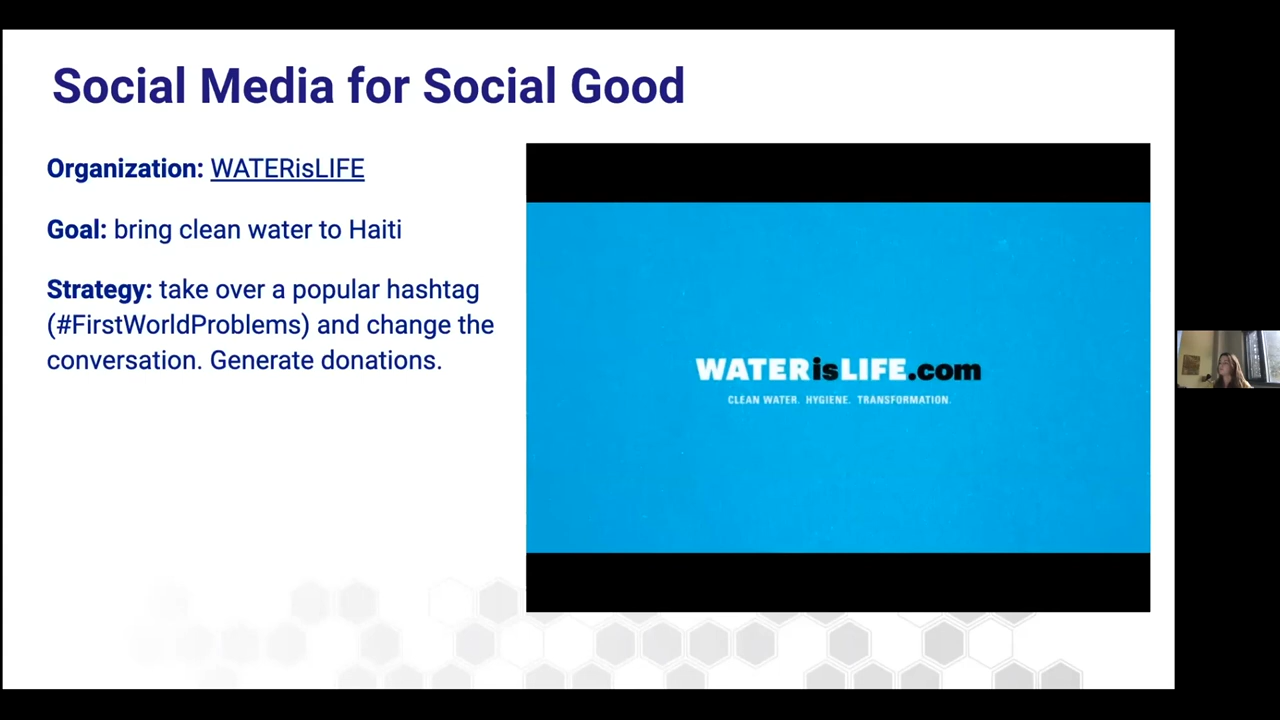 Social Media for Social Good
Organization: WATERisLIFE
Goal: bring clean water to Haiti
Strategy: take over a popular hashtag
(#FirstWorldProblems) and change the
conversation. Generate donations.
WATERisLIFE.com
CLEAN WATER. HYGIENE. TRANSFORMATION.